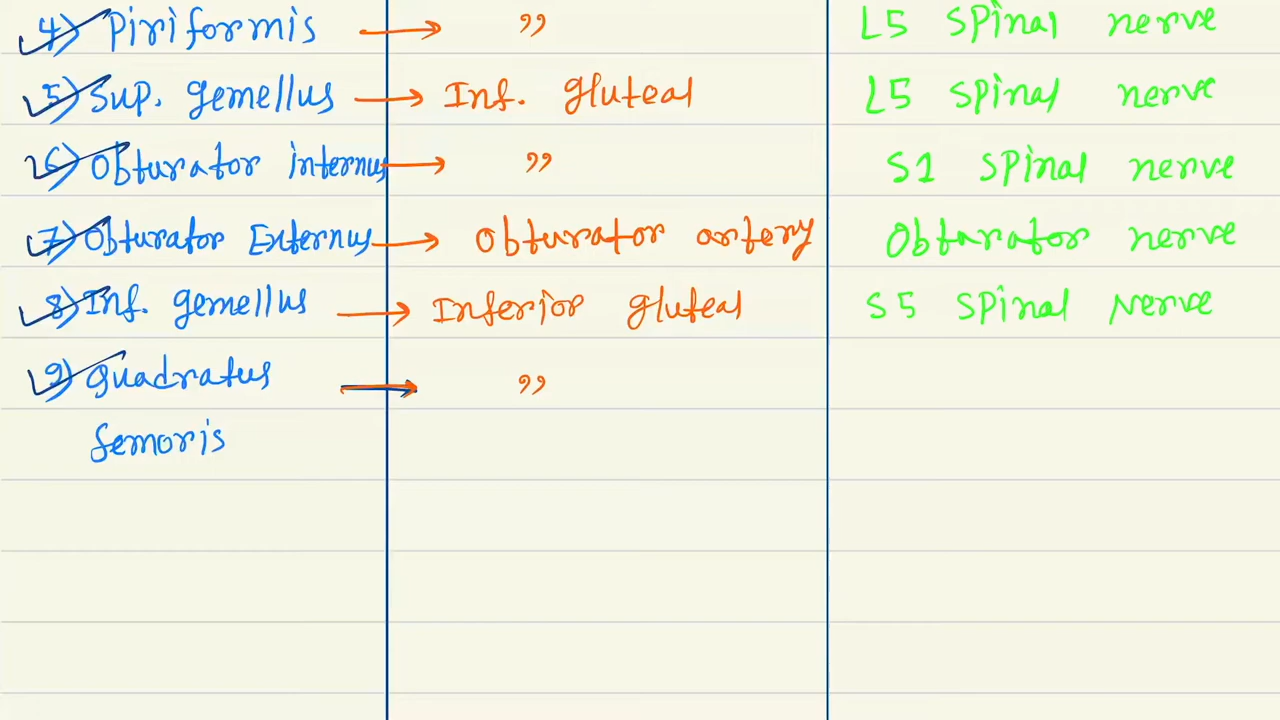 4) Piriformis → ,, L5 Spinal nerve
5) Sup. gemellus → Inf. gluteal L5 Spinal nerve
6) Obturator internus → ,, S1 Spinal nerve
7) Obturator Externus → Obturator artery Obturator nerve
8) Inf. gemellus → Inferior gluteal S5 Spinal Nerve
9) Quadratus → ,,
femoris